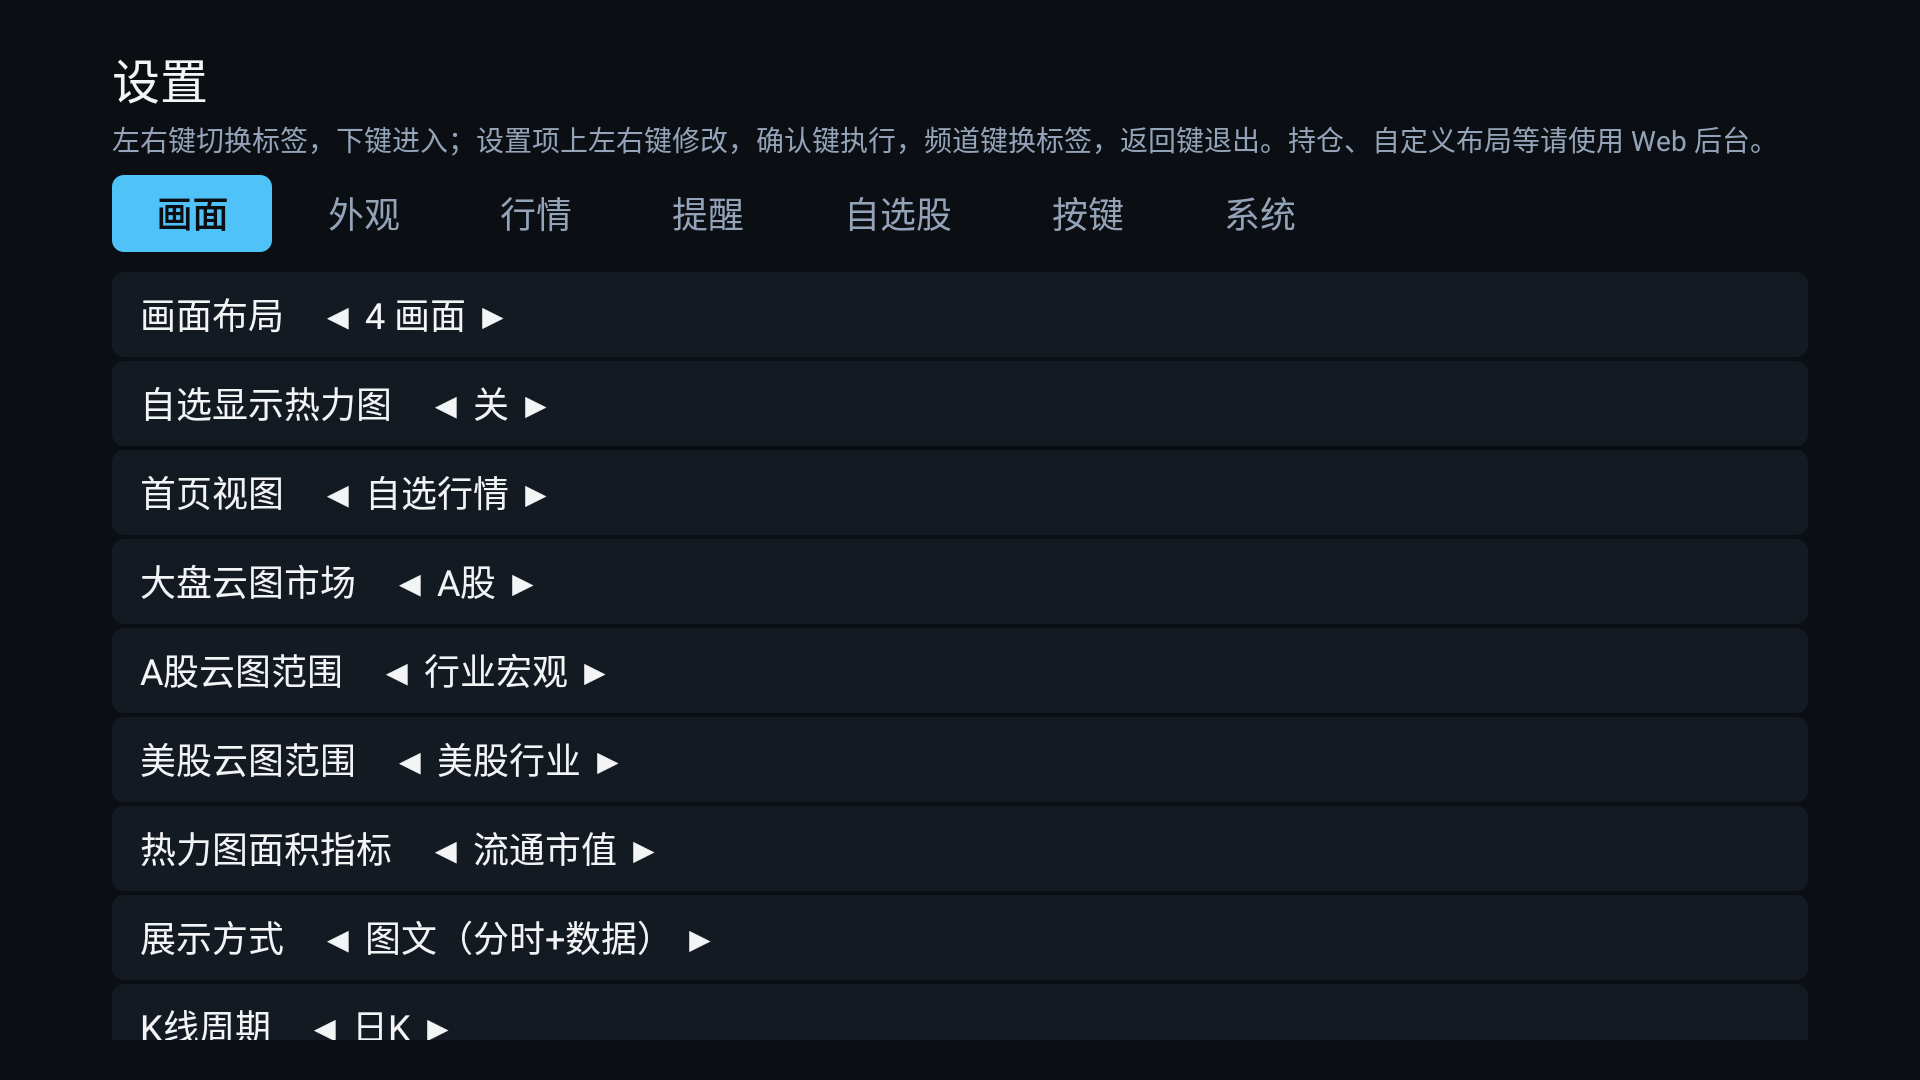 设置
左右键切换标签，下键进入；设置项上左右键修改，确认键执行，频道键换标签，返回键退出。持仓、自定义布局等请使用 Web 后台。
画面 外观 行情 提醒 自选股 按键 系统
画面布局 ◀ 4 画面 ▶
自选显示热力图 ◀ 关 ▶
首页视图 ◀ 自选行情 ▶
大盘云图市场 ◀ A股 ▶
A股云图范围 ◀ 行业宏观 ▶
美股云图范围 ◀ 美股行业 ▶
热力图面积指标 ◀ 流通市值 ▶
展示方式 ◀ 图文（分时+数据） ▶
K线周期 ◀ 日K ▶